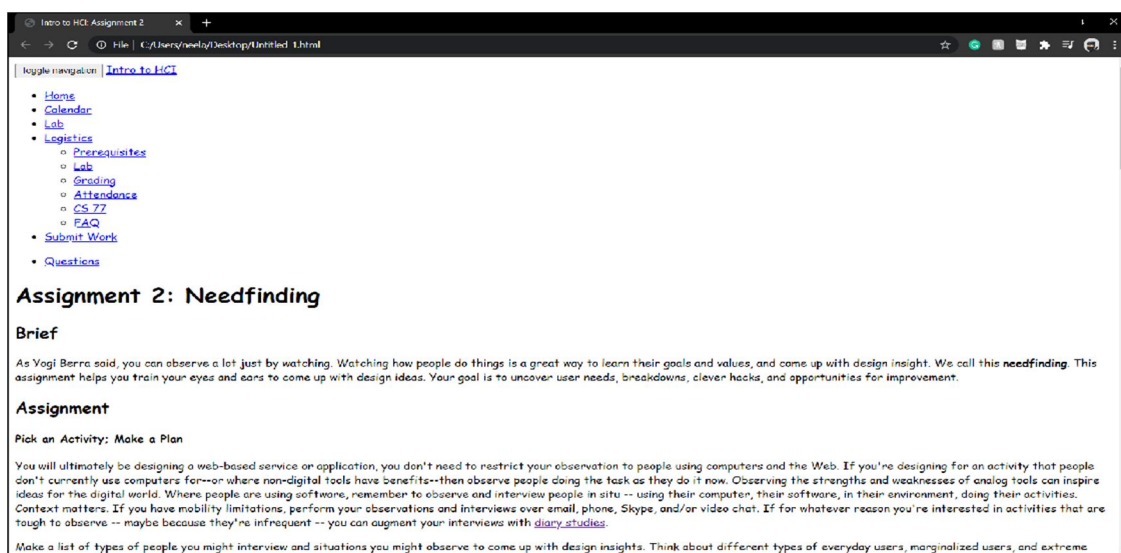 Intro to HCI: Assignment 2
File | C:/Users/neela/Desktop/Untitled 1.html
Toggle navigation Intro to HCI
Home
Calendar
Lab
Logistics
Prerequisites
Lab
Grading
Attendance
CS 77
FAQ
Submit Work
Questions
Assignment 2: Needfinding
Brief
As Yogi Berra said, you can observe a lot just by watching. Watching how people do things is a great way to learn their goals and values, and come up with design insight. We call this needfinding. This
assignment helps you train your eyes and ears to come up with design ideas. Your goal is to uncover user needs, breakdowns, clever hacks, and opportunities for improvement.
Assignment
Pick an Activity; Make a Plan
You will ultimately be designing a web-based service or application, you don't need to restrict your observation to people using computers and the Web. If you're designing for an activity that people
don't currently use computers for--or where non-digital tools have benefits--then observe people doing the task as they do it now. Observing the strengths and weaknesses of analog tools can inspire
ideas for the digital world. Where people are using software, remember to observe and interview people in situ -- using their computer, their software, in their environment, doing their activities.
Context matters. If you have mobility limitations, perform your observations and interviews over email, phone, Skype, and/or video chat. If for whatever reason you're interested in activities that are
tough to observe -- maybe because they're infrequent -- you can augment your interviews with diary studies.
Make a list of types of people you might interview and situations you might observe to come up with design insights. Think about different types of everyday users, marginalized users, and extreme